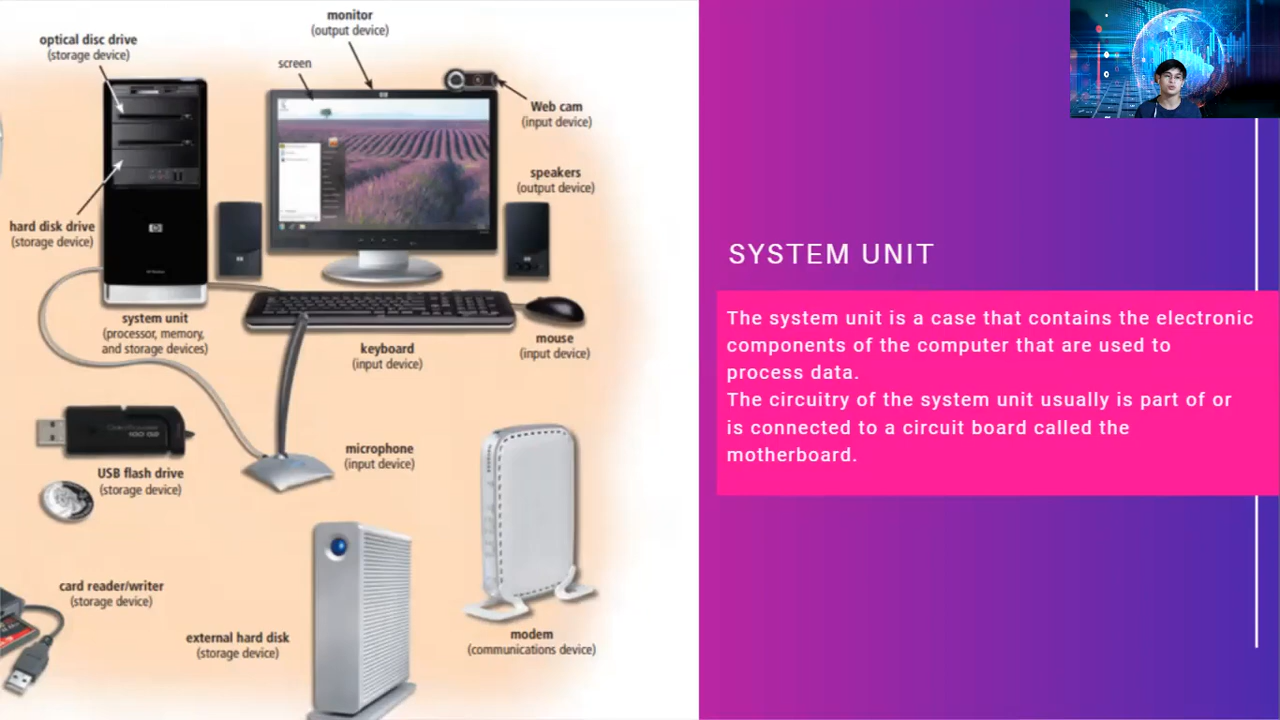 monitor
(output device)
optical disc drive
(storage device)
screen
Web cam
(input device)
speakers
(output device)
hard disk drive
(storage device)
system unit
(processor, memory,
and storage devices)
keyboard
(input device)
mouse
(input device)
microphone
(input device)
USB flash drive
(storage device)
card reader/writer
(storage device)
external hard disk
(storage device)
modem
(communications device)
SYSTEM UNIT
The system unit is a case that contains the electronic
components of the computer that are used to
process data.
The circuitry of the system unit usually is part of or
is connected to a circuit board called the
motherboard.